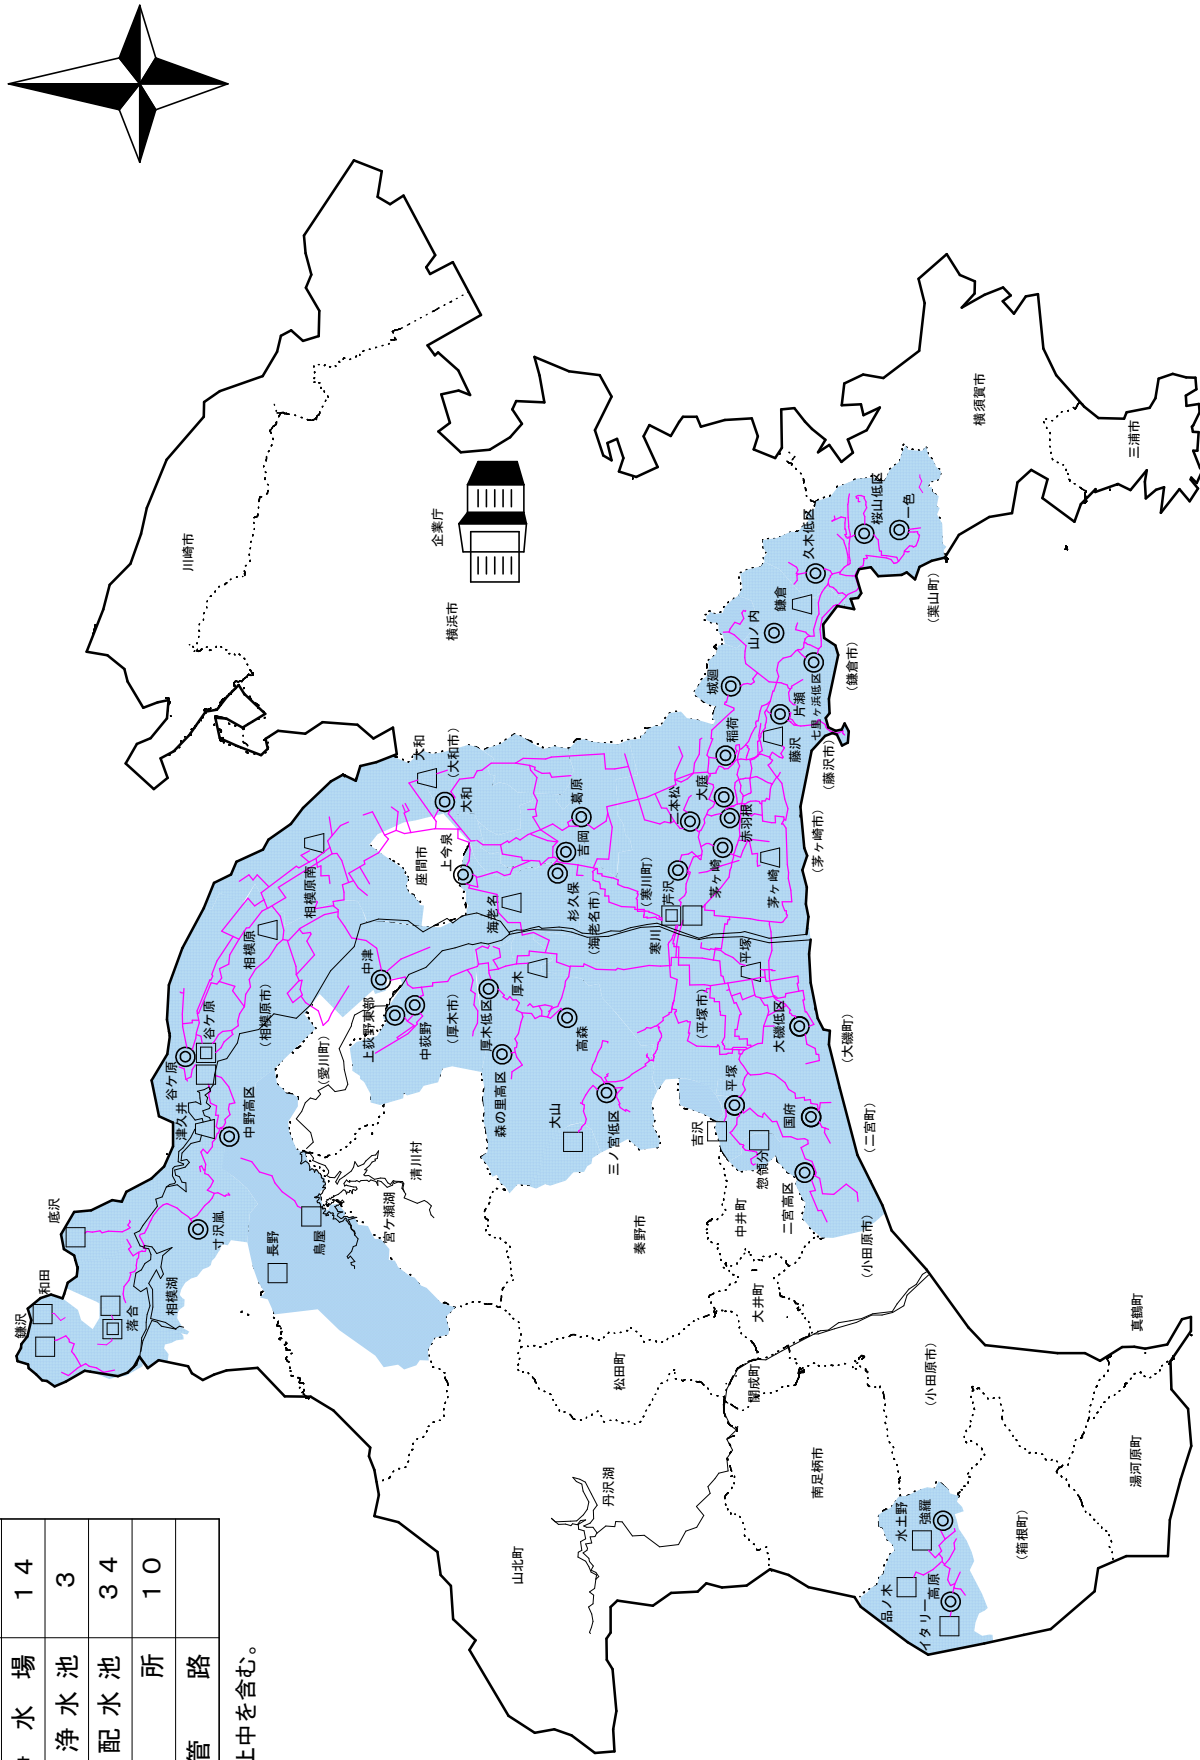 水場 14
浄水池 3
配水池 34
所 10
管路
上中を含む。
川崎市
企業庁
横浜市
横須賀市
三浦市
桜山低区
一色
久木低区
鎌倉
山ノ内
(葉山町)
城廻
(鎌倉市)
七里ヶ浜低区
片瀬
藤沢
(藤沢市)
稲荷
大庭
二本松
赤羽根
(茅ヶ崎市)
茅ヶ崎
茅ヶ崎
芹沢
(寒川町)
寒川
大和
(大和市)
大和
座間市
上今泉
葛原
吉岡
杉久保
(海老名市)
海老名
相模原南
相模原
(相模原市)
谷ケ原
谷ケ原
津久井
中野高区
中津
上荻野東部
中荻野
(厚木市)
(愛川町)
厚木低区
厚木
森の里高区
高森
大山
三ノ宮低区
平塚
(平塚市)
大磯低区
(大磯町)
平塚
国府
吉沢
惣領分
二宮高区
(二宮町)
清川村
宮ケ瀬湖
鳥屋
長野
寸沢嵐
底沢
和田
鎌沢
落合
相模湖
秦野市
中井町
大井町
(小田原市)
松田町
開成町
(小田原市)
真鶴町
湯河原町
(箱根町)
南足柄市
丹沢湖
山北町
水土野
強羅
品ノ木
イタリー
高原